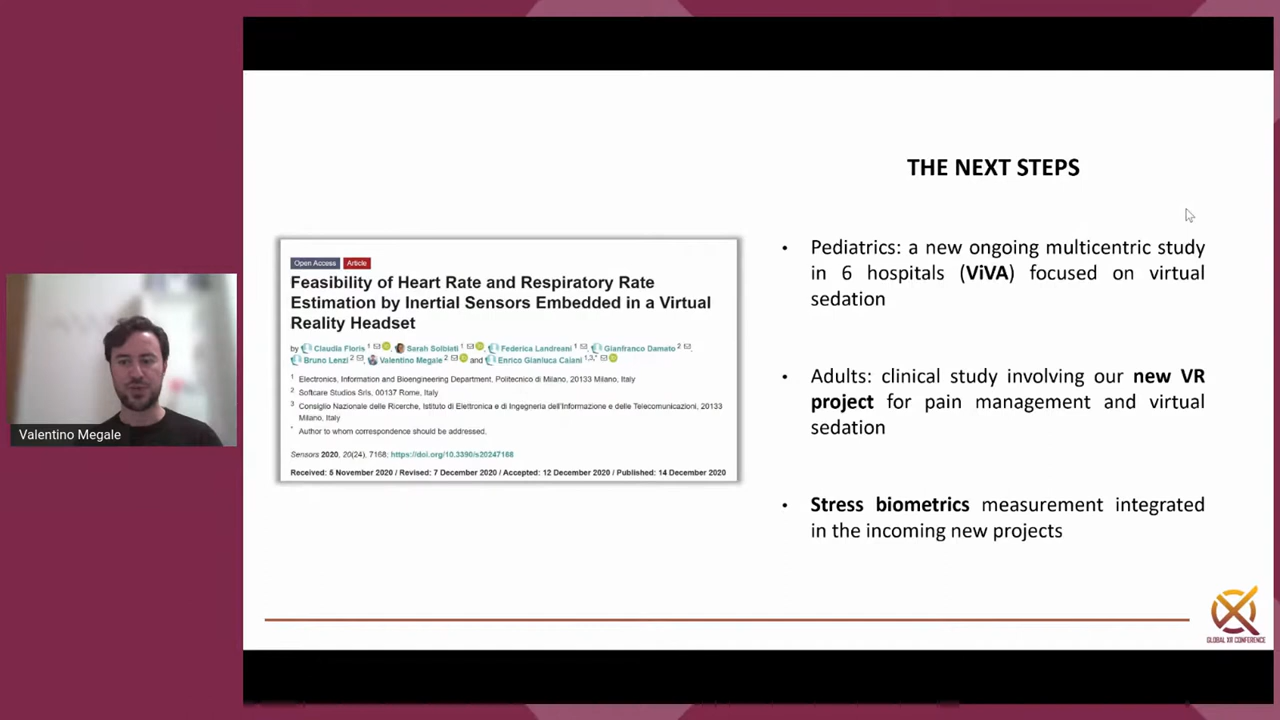 THE NEXT STEPS
Open Access Article
Feasibility of Heart Rate and Respiratory Rate
Estimation by Inertial Sensors Embedded in a Virtual
Reality Headset
by Claudia Floris 1, Sarah Solbiati 1, Federica Landreani 1, Gianfranco Damato 2,
Bruno Lenzi 2, Valentino Megale 2 and Enrico Gianluca Caiani 1,3,*
1 Electronics, Information and Bioengineering Department, Politecnico di Milano, 20133 Milano, Italy
2 Softcare Studios Srls, 00137 Rome, Italy
3 Consiglio Nazionale delle Ricerche, Istituto di Elettronica e di Ingegneria dell'Informazione e delle Telecomunicazioni, 20133
Milano, Italy
* Author to whom correspondence should be addressed.
Sensors 2020, 20(24), 7168; https://doi.org/10.3390/s20247168
Received: 5 November 2020 / Revised: 7 December 2020 / Accepted: 12 December 2020 / Published: 14 December 2020
• Pediatrics: a new ongoing multicentric study
in 6 hospitals (ViVA) focused on virtual
sedation
• Adults: clinical study involving our new VR
project for pain management and virtual
sedation
• Stress biometrics measurement integrated
in the incoming new projects
Valentino Megale
GLOBAL XR CONFERENCE